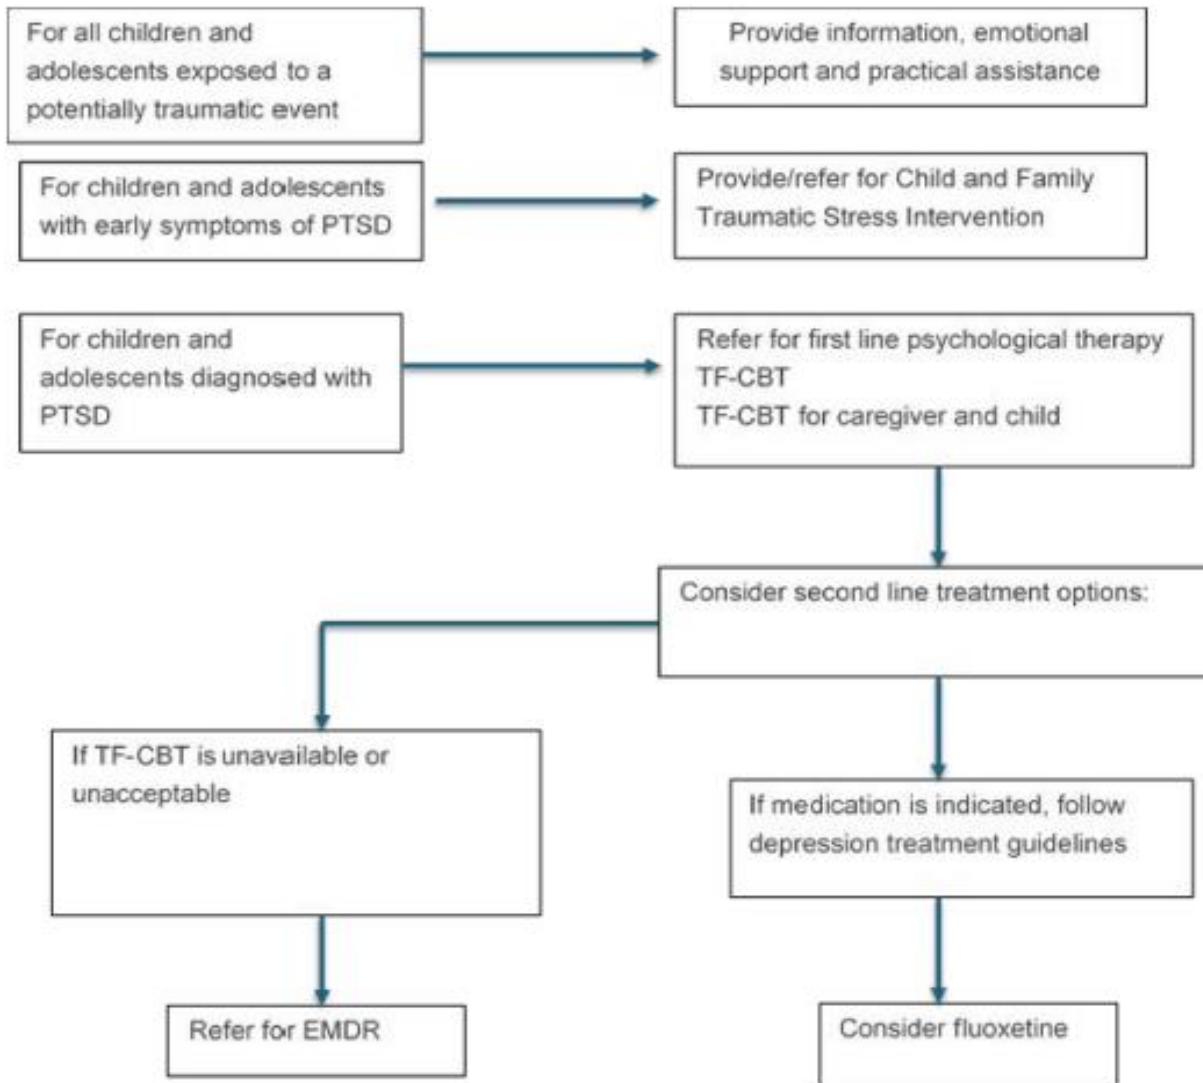 For all children and
adolescents exposed to a
potentially traumatic event
Provide information, emotional
support and practical assistance
For children and adolescents
with early symptoms of PTSD
Provide/refer for Child and Family
Traumatic Stress Intervention
For children and
adolescents diagnosed with
PTSD
Refer for first line psychological therapy
TF-CBT
TF-CBT for caregiver and child
Consider second line treatment options:
If TF-CBT is unavailable or
unacceptable
If medication is indicated, follow
depression treatment guidelines
Refer for EMDR
Consider fluoxetine